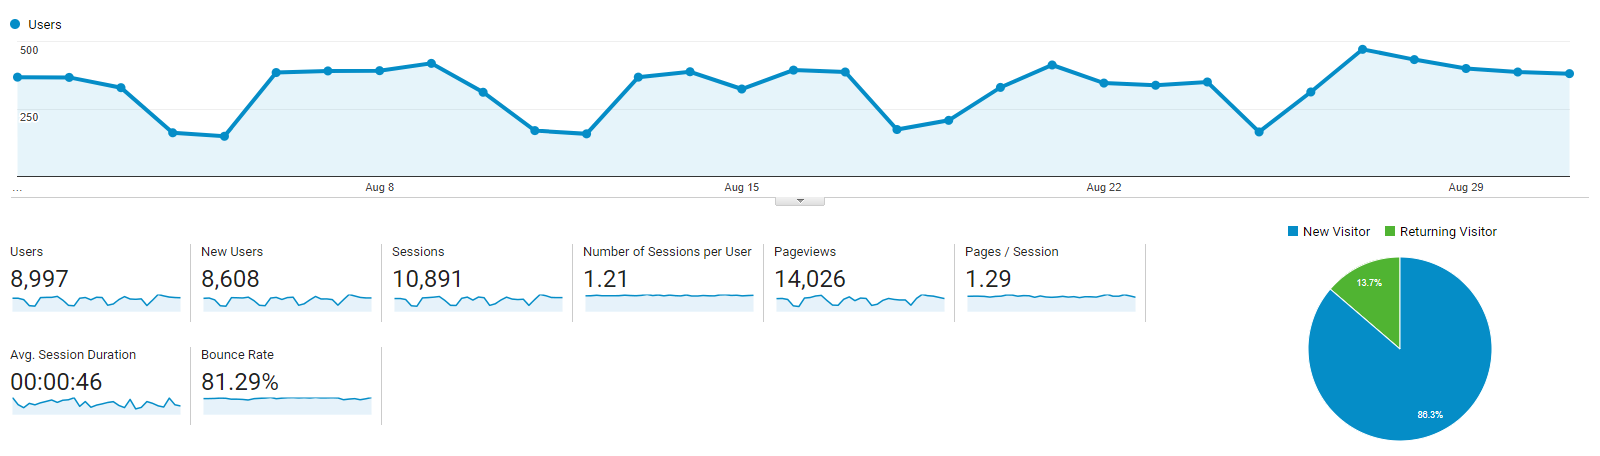 Users
500
250
...
Aug 8
Aug 15
Aug 22
Aug 29
New Visitor
Returning Visitor
Users
8,997
New Users
8,608
Sessions
10,891
Number of Sessions per User
1.21
Pageviews
14,026
Pages / Session
1.29
13.7%
86.3%
Avg. Session Duration
00:00:46
Bounce Rate
81.29%